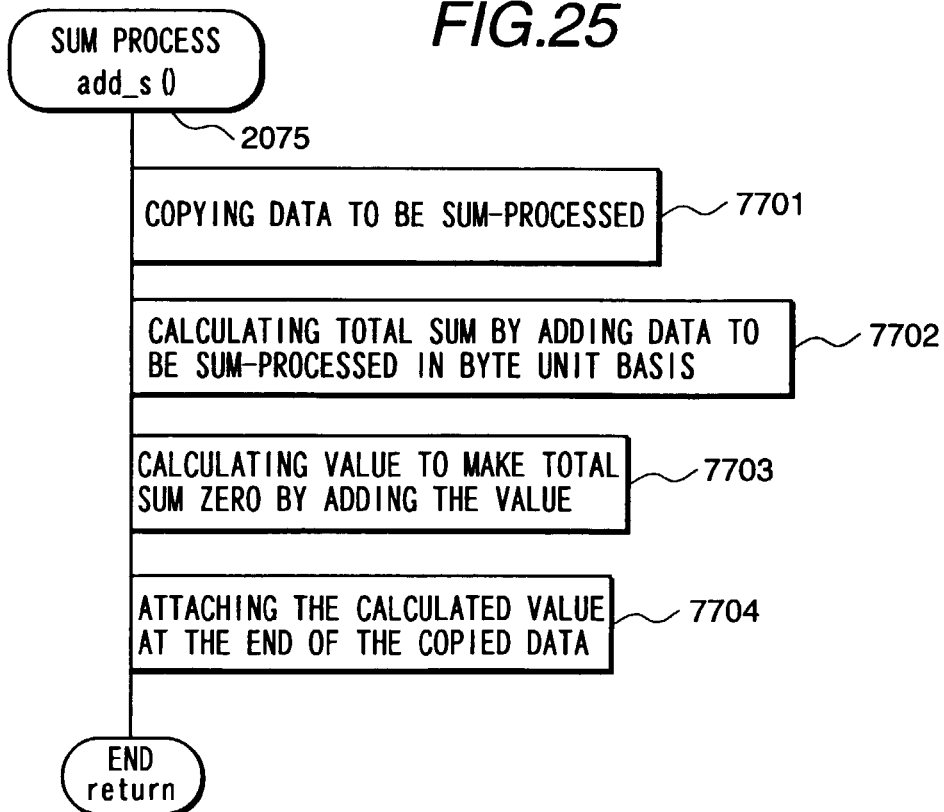 FIG.25
SUM PROCESS
add_s ()
2075
COPYING DATA TO BE SUM-PROCESSED
7701
CALCULATING TOTAL SUM BY ADDING DATA TO
BE SUM-PROCESSED IN BYTE UNIT BASIS
7702
CALCULATING VALUE TO MAKE TOTAL
SUM ZERO BY ADDING THE VALUE
7703
ATTACHING THE CALCULATED VALUE
AT THE END OF THE COPIED DATA
7704
END
return